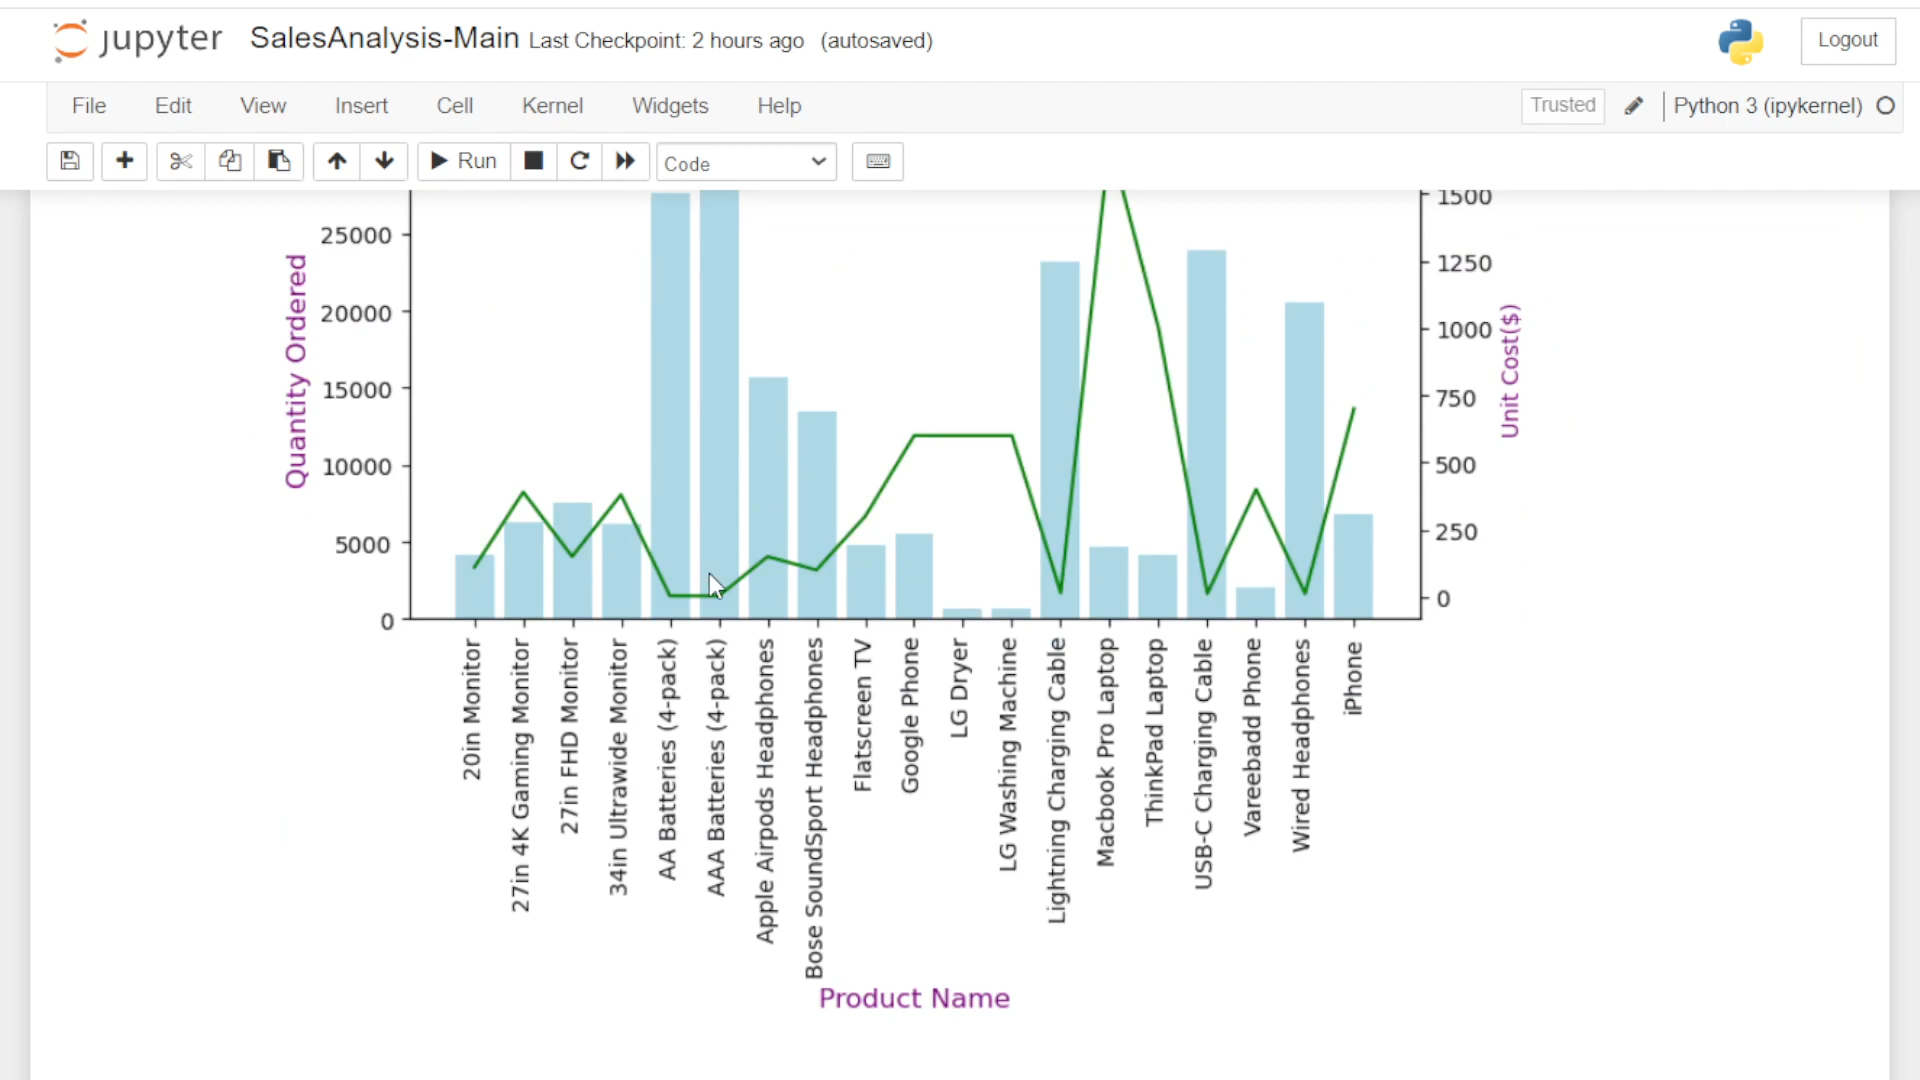 jupyter SalesAnalysis-Main Last Checkpoint: 2 hours ago (autosaved) Logout
File Edit View Insert Cell Kernel Widgets Help Trusted Python 3 (ipykernel)
Run Code
Quantity Ordered
25000
20000
15000
10000
5000
0
1500
1250
1000
750
500
250
0
Unit Cost($)
20in Monitor
27in 4K Gaming Monitor
27in FHD Monitor
34in Ultrawide Monitor
AA Batteries (4-pack)
AAA Batteries (4-pack)
Apple Airpods Headphones
Bose SoundSport Headphones
Flatscreen TV
Google Phone
LG Dryer
LG Washing Machine
Lightning Charging Cable
Macbook Pro Laptop
ThinkPad Laptop
USB-C Charging Cable
Vareebadd Phone
Wired Headphones
iPhone
Product Name